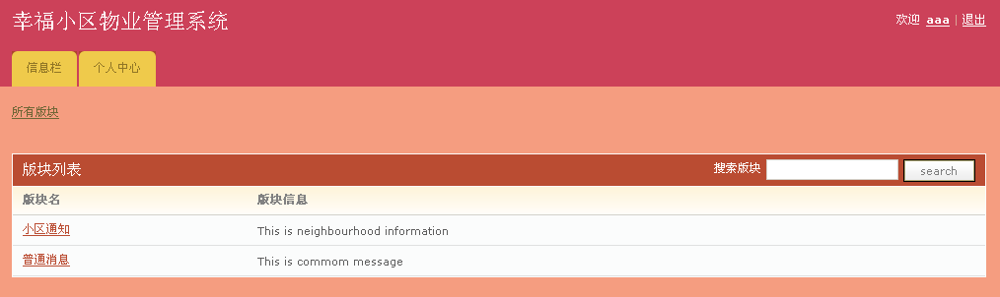 幸福小区物业管理系统
欢迎 aaa | 退出
信息栏 个人中心
所有版块
版块列表 搜索版块 search
版块名 版块信息
小区通知 This is neighbourhood information
普通消息 This is commom message